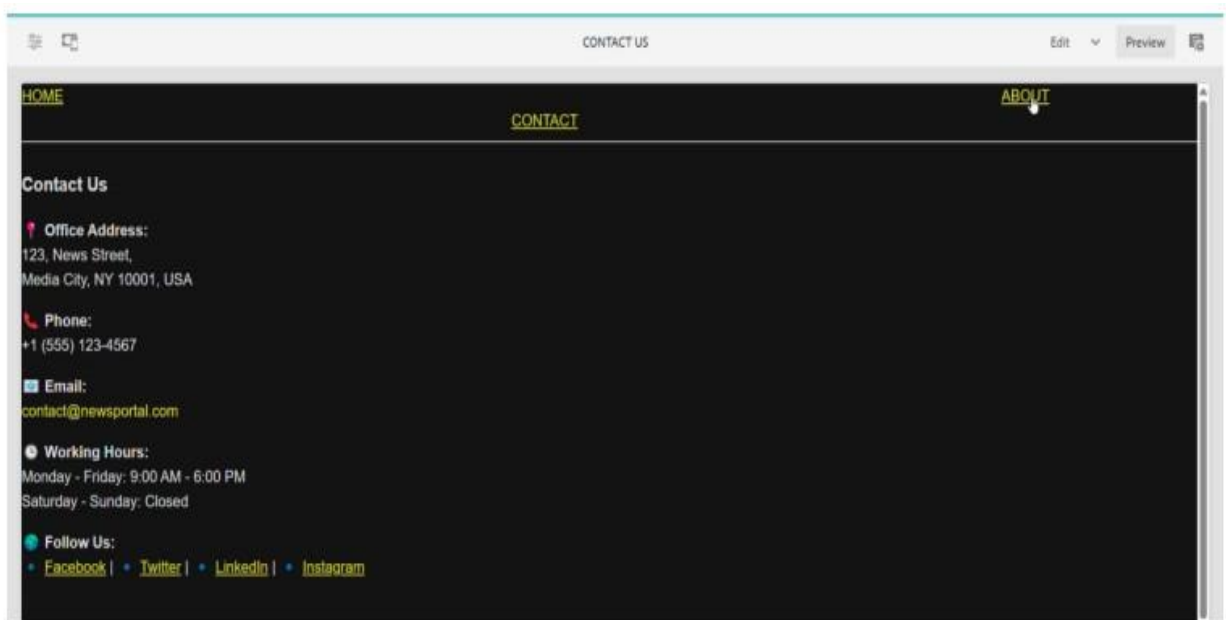 CONTACT US
Edit
Preview
HOME
ABOUT
CONTACT
Contact Us
Office Address:
123, News Street,
Media City, NY 10001, USA
Phone:
+1 (555) 123-4567
Email:
contact@newsportal.com
Working Hours:
Monday - Friday: 9:00 AM - 6:00 PM
Saturday - Sunday: Closed
Follow Us:
Facebook | Twitter | LinkedIn | Instagram